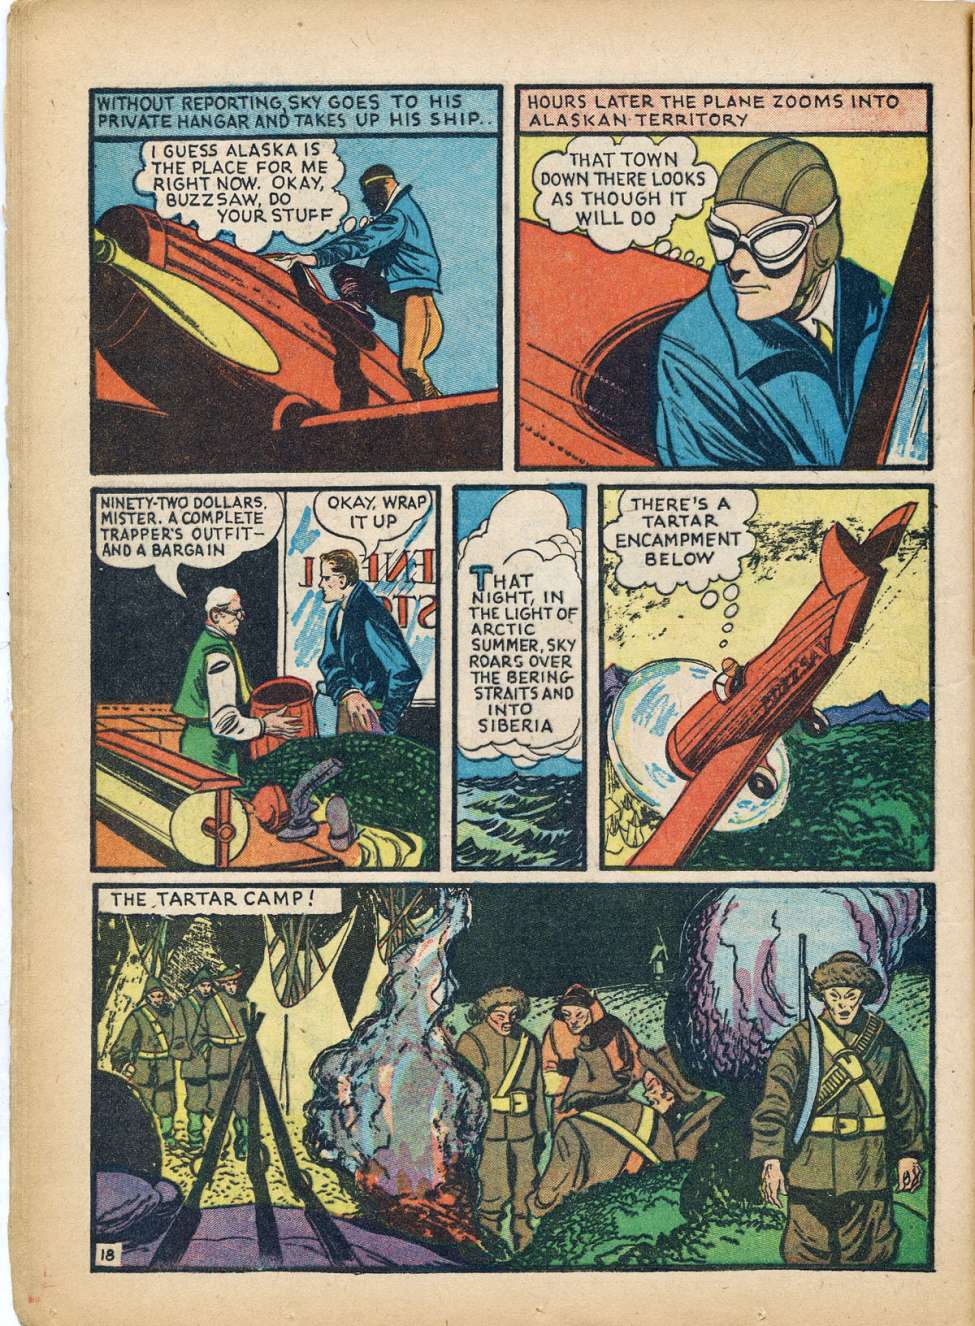 WITHOUT REPORTING, SKY GOES TO HIS
PRIVATE HANGAR AND TAKES UP HIS SHIP..
I GUESS ALASKA IS
THE PLACE FOR ME
RIGHT NOW. OKAY,
BUZZSAW, DO
YOUR STUFF
HOURS LATER THE PLANE ZOOMS INTO
ALASKAN TERRITORY
THAT TOWN
DOWN THERE LOOKS
AS THOUGH IT
WILL DO
NINETY-TWO DOLLARS,
MISTER. A COMPLETE
TRAPPER'S OUTFIT—
AND A BARGAIN
OKAY, WRAP
IT UP
THAT
NIGHT, IN
THE LIGHT OF
ARCTIC
SUMMER, SKY
ROARS OVER
THE BERING
STRAITS AND
INTO
SIBERIA
THERE'S A
TARTAR
ENCAMPMENT
BELOW
BUZZSAW
THE TARTAR CAMP!
18